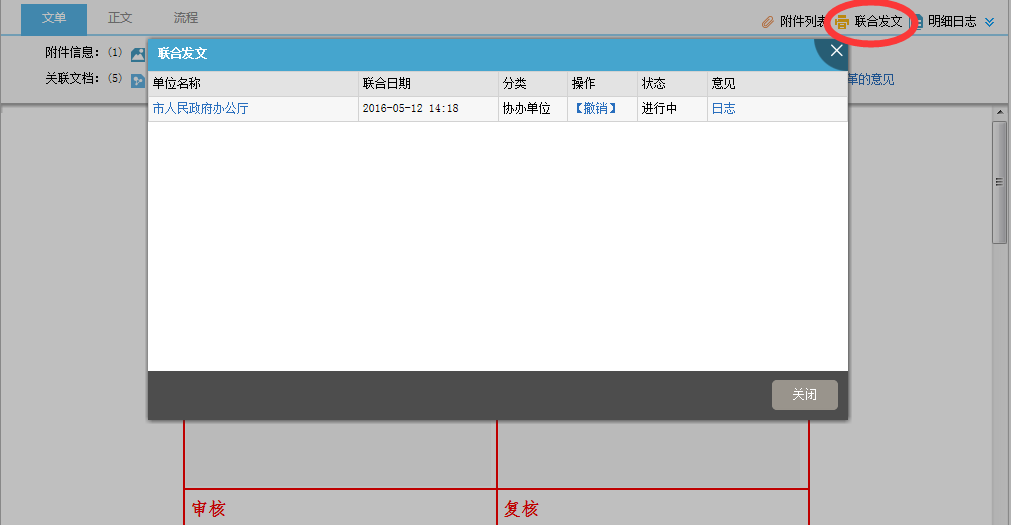 文单 正文 流程
附件列表 联合发文 明细日志
附件信息：（1）
关联文档：（5）
革的意见
联合发文
单位名称 联合日期 分类 操作 状态 意见
市人民政府办公厅 2016-05-12 14:18 协办单位 【撤销】 进行中 日志
关闭
审核 复核